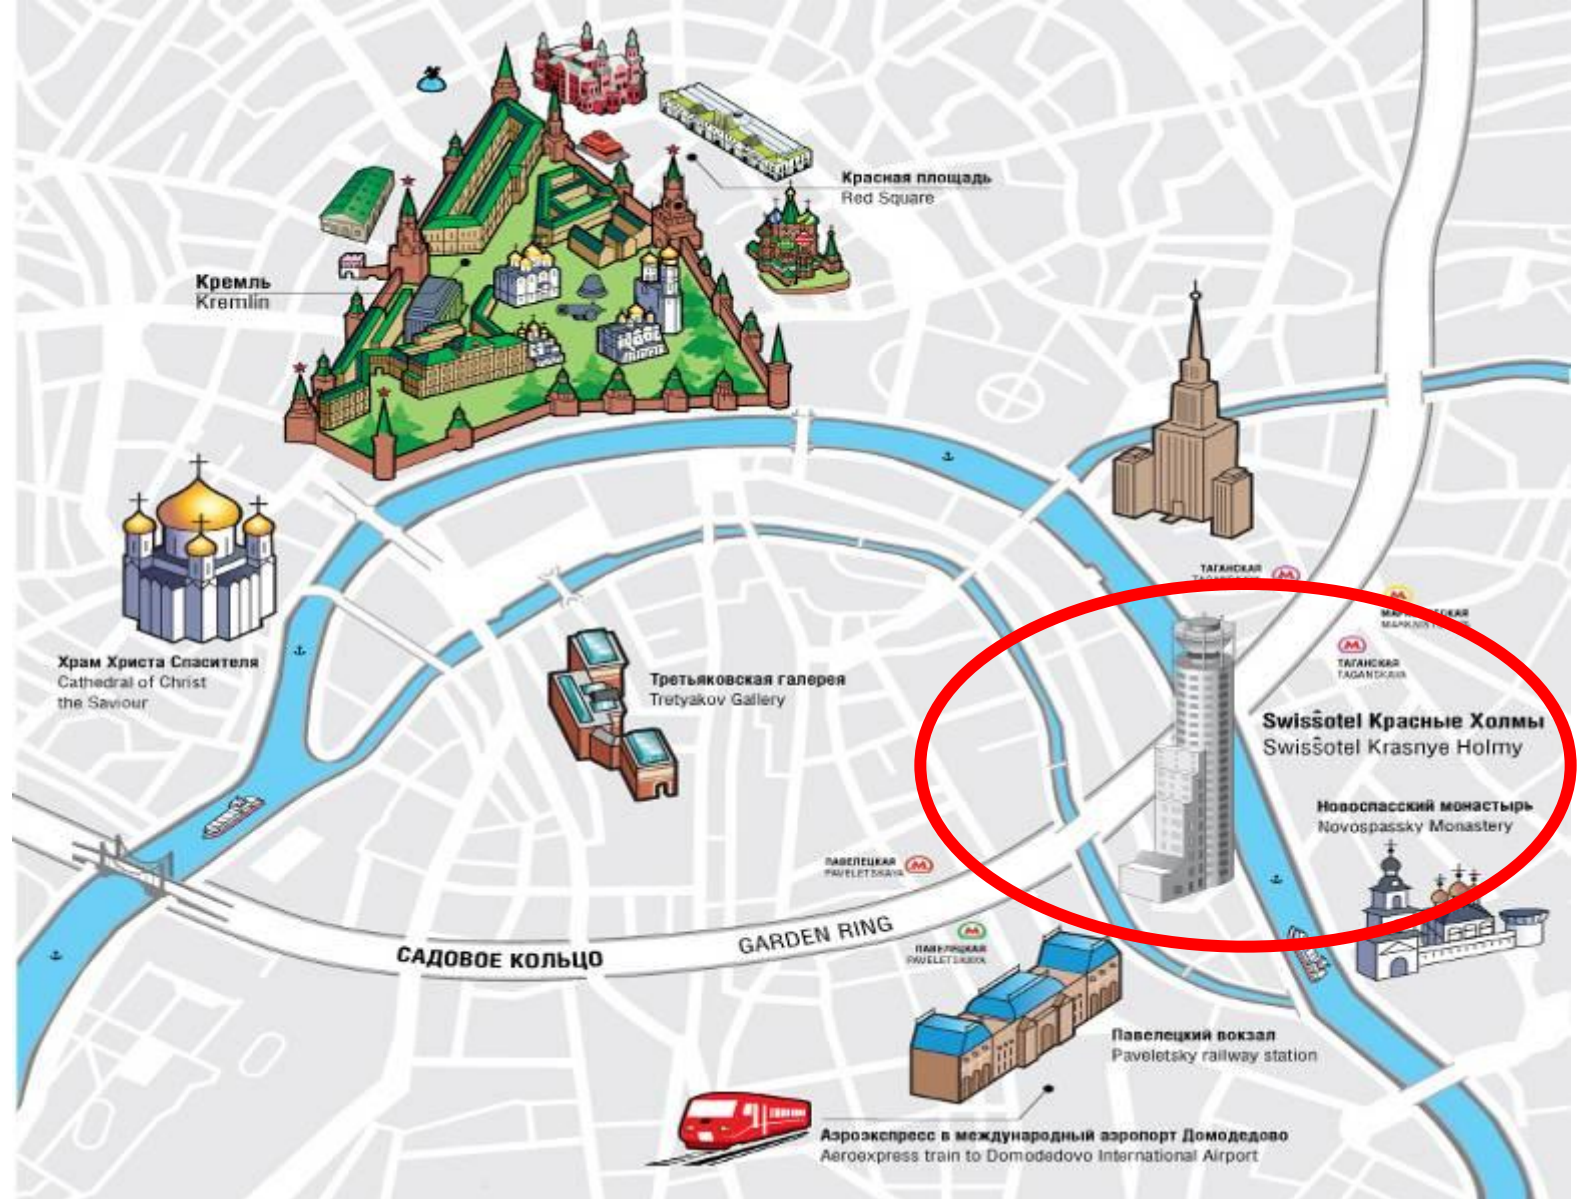 Красная площадь
Red Square
Кремль
Kremlin
ТАГАНСКАЯ
Храм Христа Спасителя
Cathedral of Christ
the Saviour
Третьяковская галерея
Tretyakov Gallery
ТАГАНСКАЯ
TAGANSKAYA
Swissotel Красные Холмы
Swissotel Krasnye Holmy
Новоспасский монастырь
Novospassky Monastery
ПАВЕЛЕЦКАЯ
PAVELETSKAYA
САДОВОЕ КОЛЬЦО
GARDEN RING
ПАВЕЛЕЦКАЯ
PAVELETSKAYA
Павелецкий вокзал
Paveletsky railway station
Аэроэкспресс в международный аэропорт Домодедово
Aeroexpress train to Domodedovo International Airport